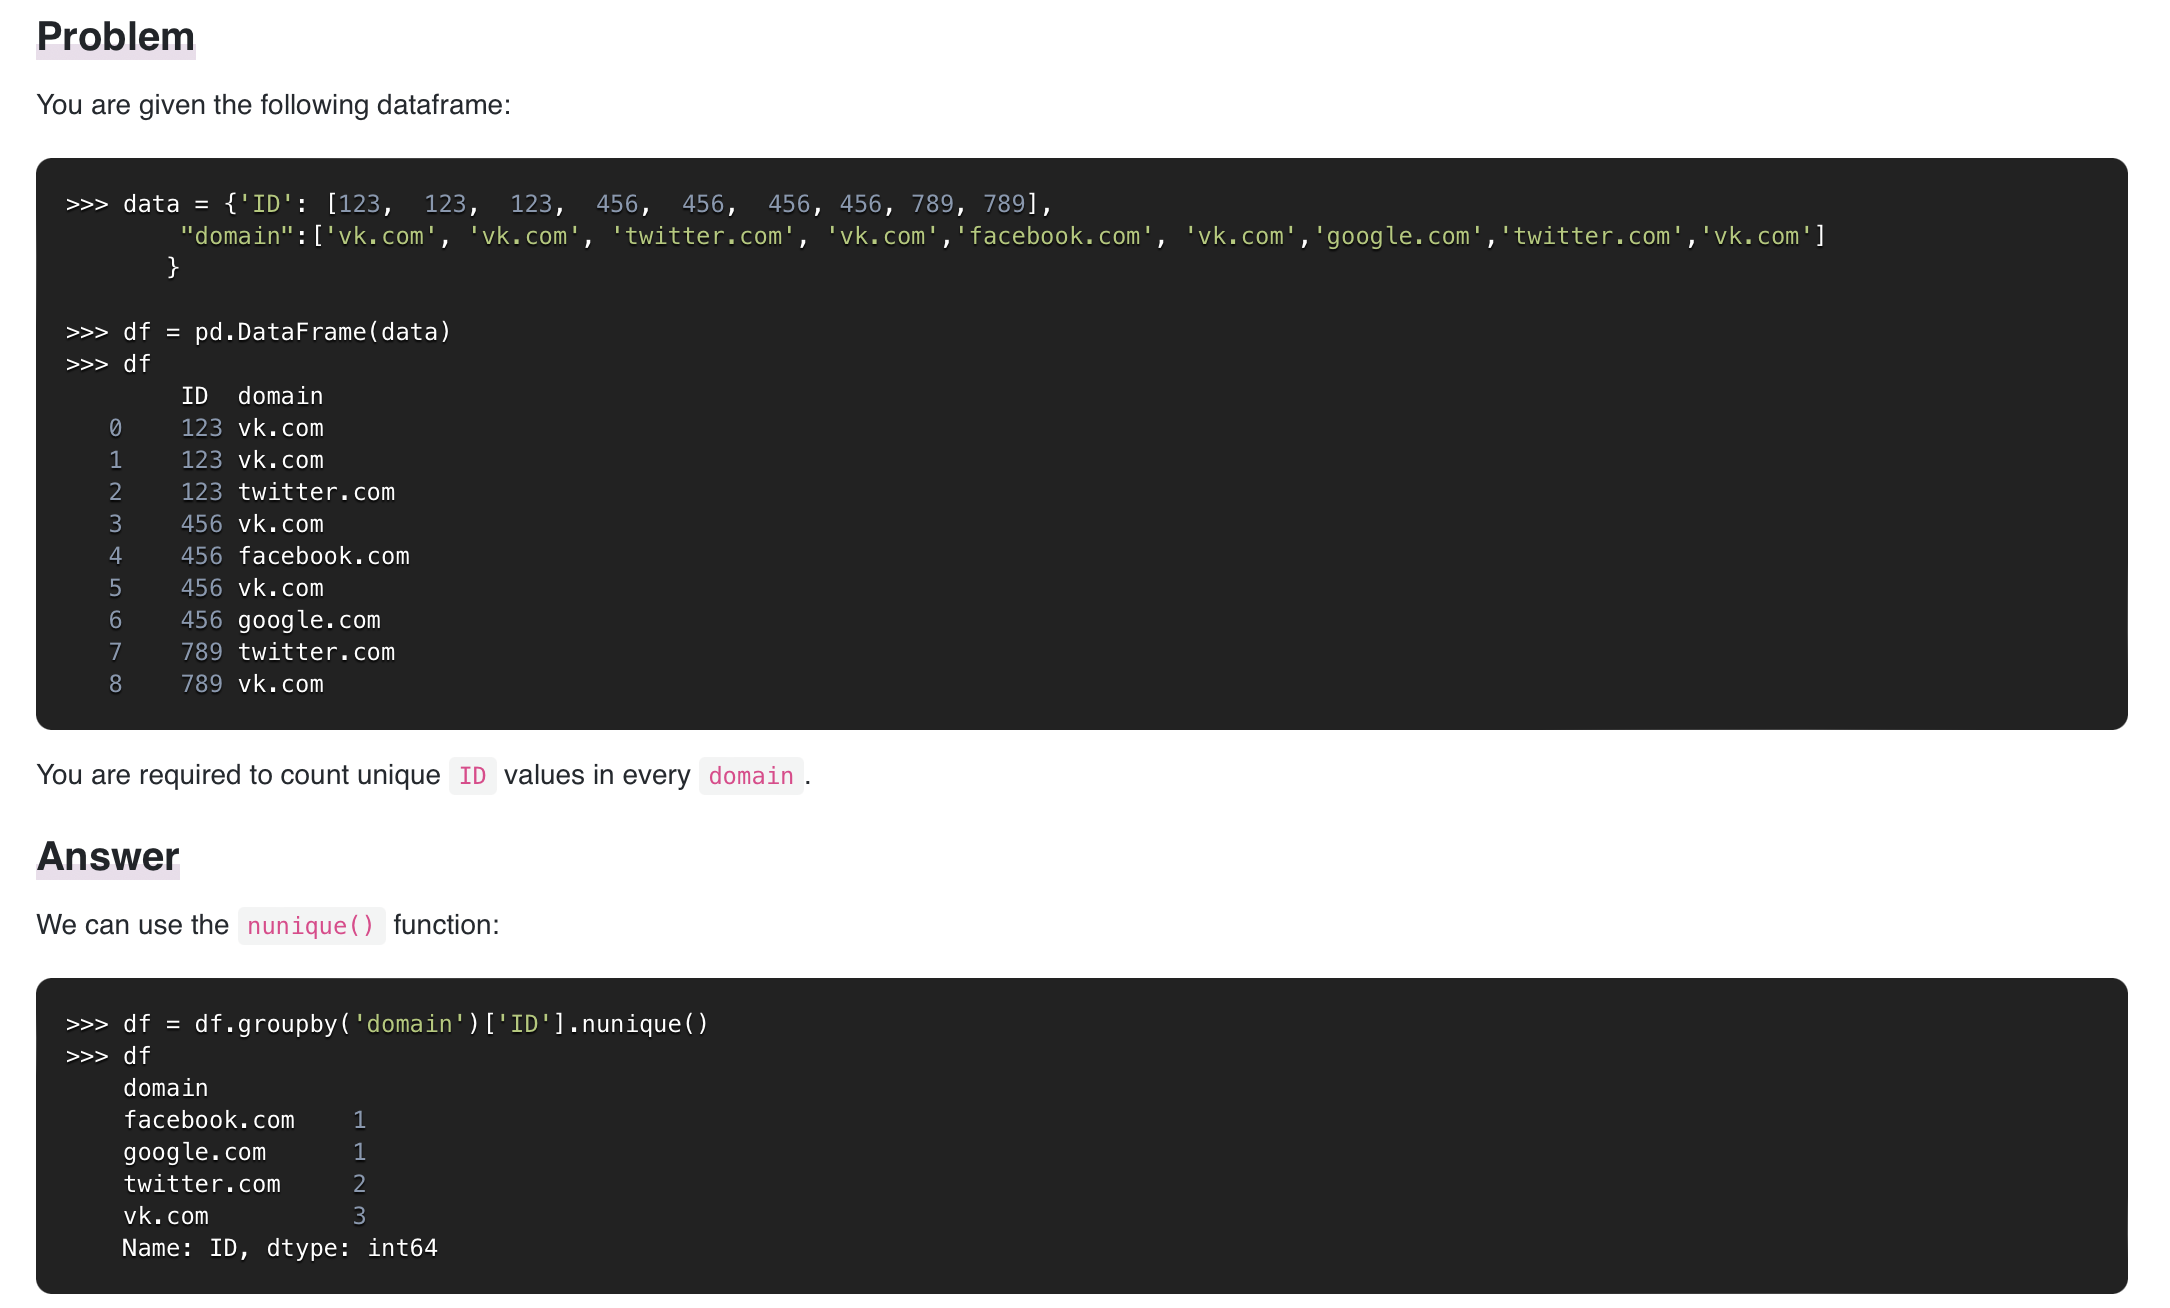 Problem
You are given the following dataframe:
>>> data = {'ID': [123,  123,  123,  456,  456,  456, 456, 789, 789],
        "domain":['vk.com', 'vk.com', 'twitter.com', 'vk.com','facebook.com', 'vk.com','google.com','twitter.com','vk.com']
       }
>>> df = pd.DataFrame(data)
>>> df
        ID  domain
   0    123 vk.com
   1    123 vk.com
   2    123 twitter.com
   3    456 vk.com
   4    456 facebook.com
   5    456 vk.com
   6    456 google.com
   7    789 twitter.com
   8    789 vk.com
You are required to count unique ID values in every domain.
Answer
We can use the nunique() function:
>>> df = df.groupby('domain')['ID'].nunique()
>>> df
    domain
    facebook.com    1
    google.com      1
    twitter.com     2
    vk.com          3
    Name: ID, dtype: int64